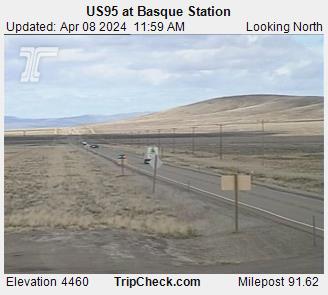 US95 at Basque Station
Updated: Apr 08 2024 11:59 AM Looking North
Elevation 4460 TripCheck.com Milepost 91.62